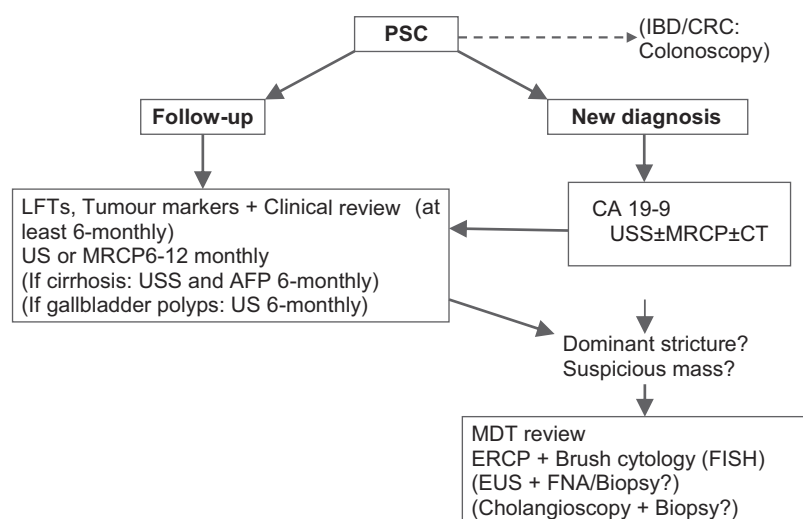 PSC
(IBD/CRC:
Colonoscopy)
Follow-up
New diagnosis
LFTs, Tumour markers + Clinical review (at
least 6-monthly)
US or MRCP6-12 monthly
(If cirrhosis: USS and AFP 6-monthly)
(If gallbladder polyps: US 6-monthly)
CA 19-9
USS±MRCP±CT
Dominant stricture?
Suspicious mass?
MDT review
ERCP + Brush cytology (FISH)
(EUS + FNA/Biopsy?)
(Cholangioscopy + Biopsy?)